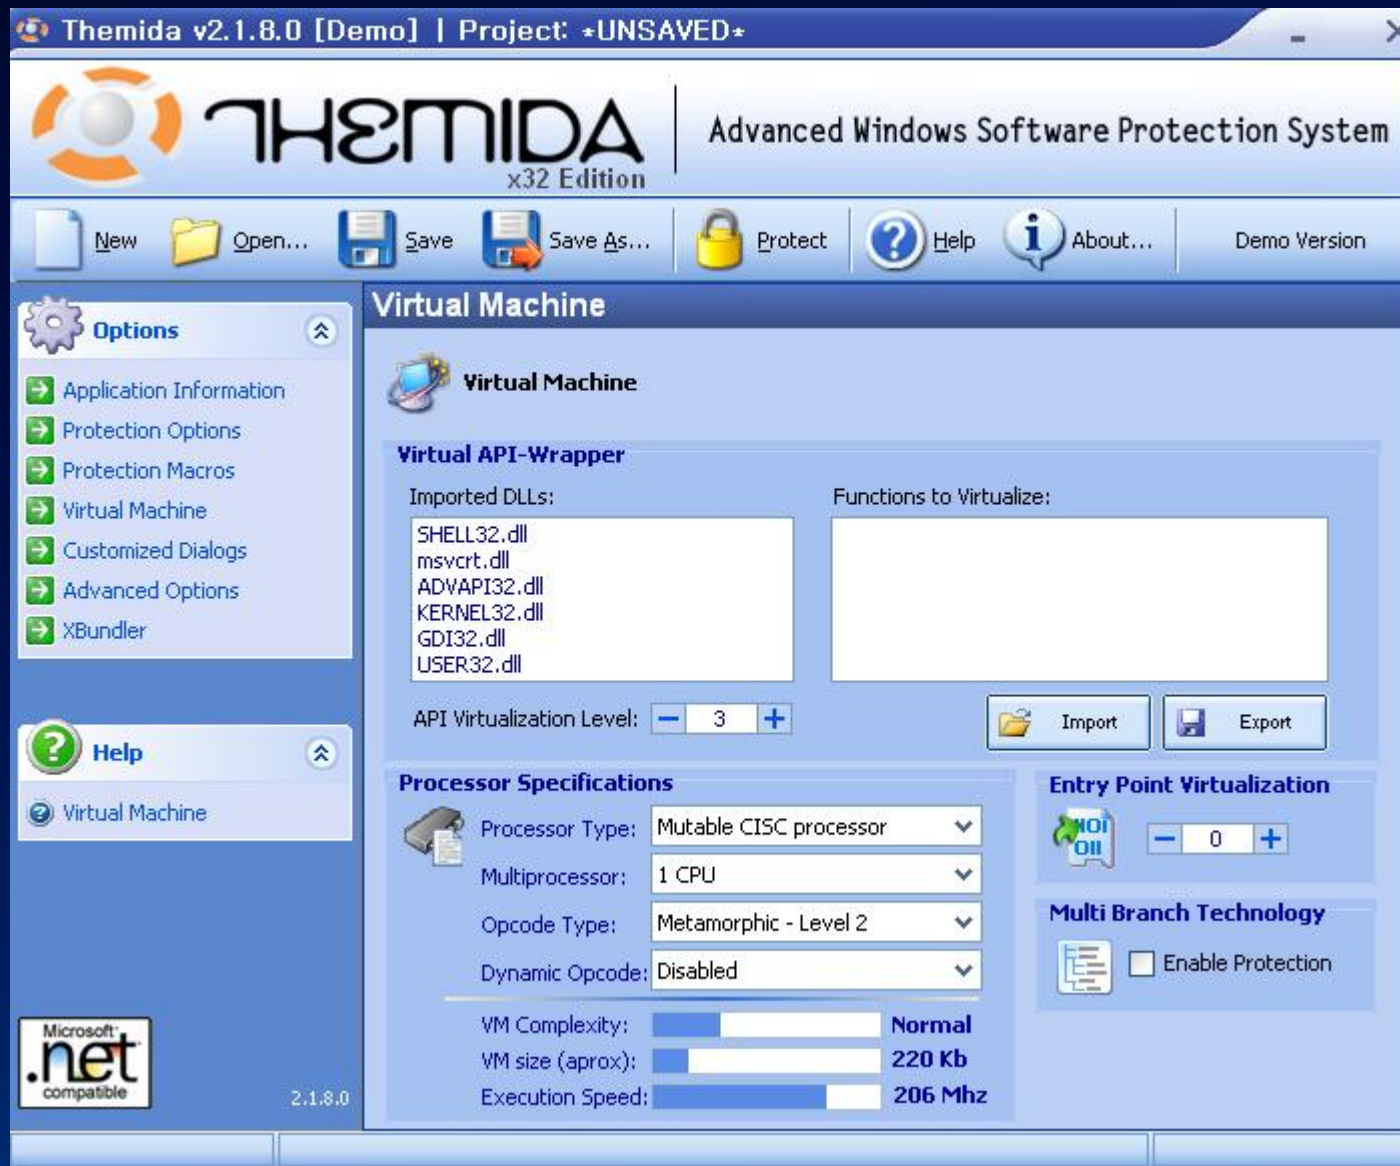 Themida v2.1.8.0 [Demo] | Project: *UNSAVED*
THEMIDA
x32 Edition
Advanced Windows Software Protection System
New
Open...
Save
Save As...
Protect
Help
About...
Demo Version
Options
Application Information
Protection Options
Protection Macros
Virtual Machine
Customized Dialogs
Advanced Options
XBundler
Help
Virtual Machine
Microsoft
.net
compatible
2.1.8.0
Virtual Machine
Virtual Machine
Virtual API-Wrapper
Imported DLLs:
SHELL32.dll
msvcrt.dll
ADVAPI32.dll
KERNEL32.dll
GDI32.dll
USER32.dll
Functions to Virtualize:
API Virtualization Level: 3
Import
Export
Processor Specifications
Processor Type: Mutable CISC processor
Multiprocessor: 1 CPU
Opcode Type: Metamorphic - Level 2
Dynamic Opcode: Disabled
VM Complexity: Normal
VM size (aprox): 220 Kb
Execution Speed: 206 Mhz
Entry Point Virtualization
0
Multi Branch Technology
Enable Protection